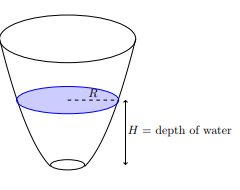 R
H = depth of water